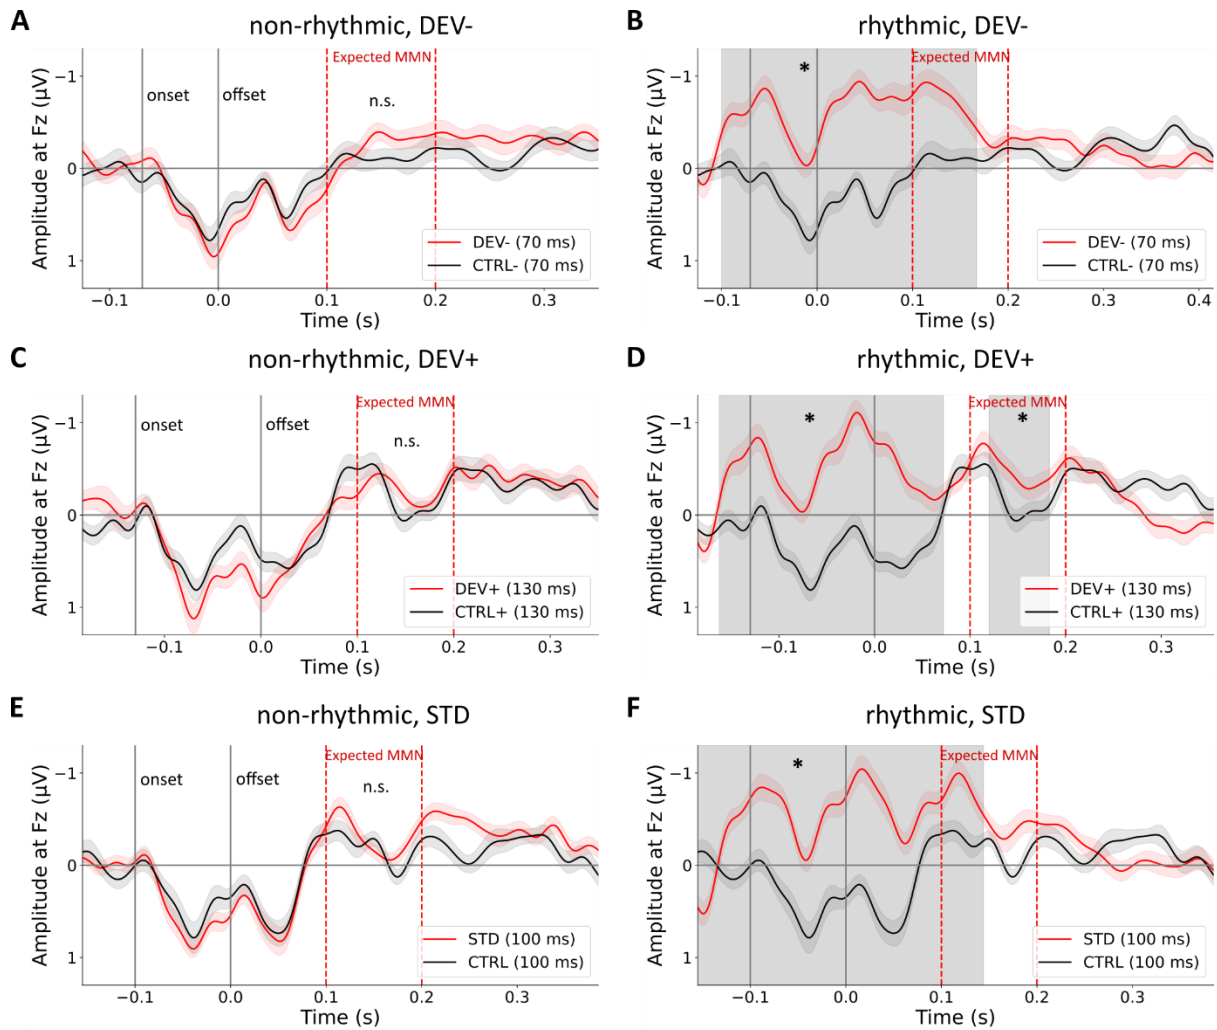 A
non-rhythmic, DEV-
Amplitude at Fz (µV)
−1
0
1
onset
offset
Expected MMN
n.s.
DEV- (70 ms)
CTRL- (70 ms)
−0.1
0.0
0.1
0.2
0.3
Time (s)
B
rhythmic, DEV-
Amplitude at Fz (µV)
−1
0
1
*
Expected MMN
DEV- (70 ms)
CTRL- (70 ms)
−0.1
0.0
0.1
0.2
0.3
0.4
Time (s)
C
non-rhythmic, DEV+
Amplitude at Fz (µV)
−1
0
1
onset
offset
Expected MMN
n.s.
DEV+ (130 ms)
CTRL+ (130 ms)
−0.1
0.0
0.1
0.2
0.3
Time (s)
D
rhythmic, DEV+
Amplitude at Fz (µV)
−1
0
1
*
Expected MMN
*
DEV+ (130 ms)
CTRL+ (130 ms)
−0.1
0.0
0.1
0.2
0.3
Time (s)
E
non-rhythmic, STD
Amplitude at Fz (µV)
−1
0
1
onset
offset
Expected MMN
n.s.
STD (100 ms)
CTRL (100 ms)
−0.1
0.0
0.1
0.2
0.3
Time (s)
F
rhythmic, STD
Amplitude at Fz (µV)
−1
0
1
*
Expected MMN
STD (100 ms)
CTRL (100 ms)
−0.1
0.0
0.1
0.2
0.3
Time (s)